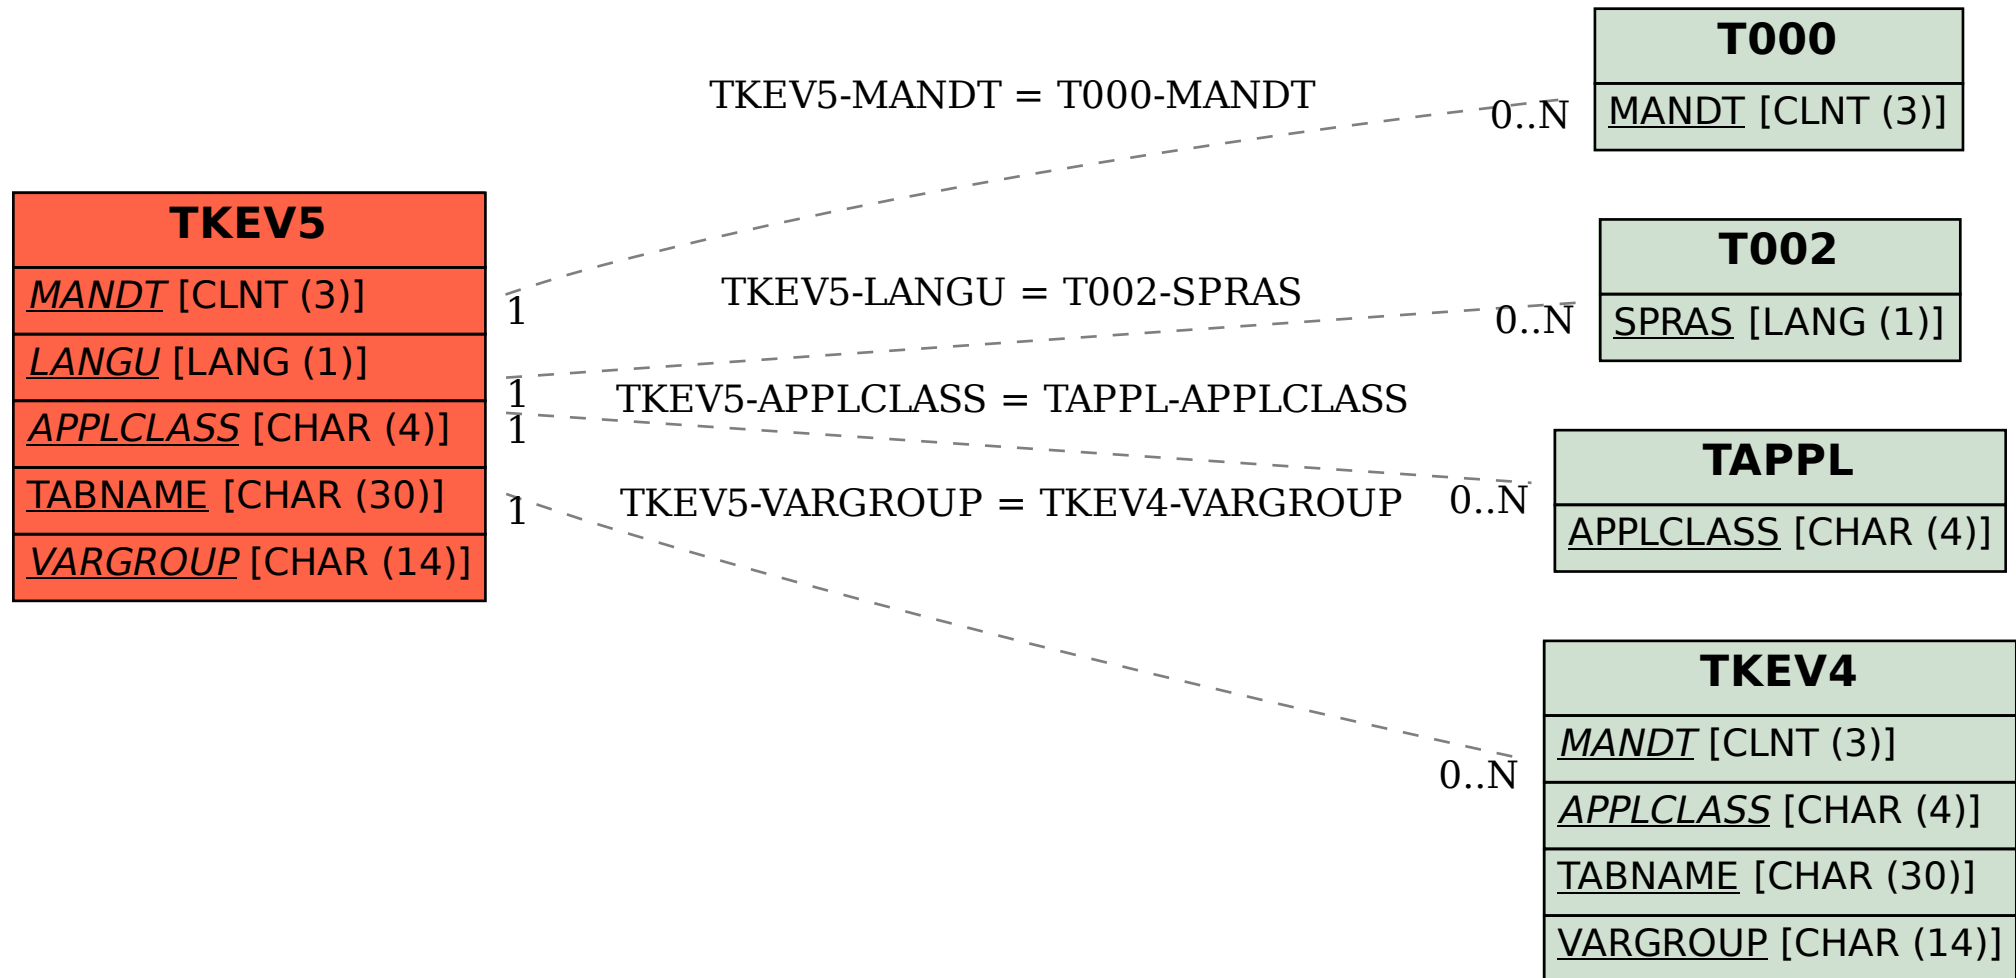 T000
MANDT [CLNT (3)]
TKEV5-MANDT = T000-MANDT
0..N
1
TKEV5
MANDT [CLNT (3)]
LANGU [LANG (1)]
APPLCLASS [CHAR (4)]
TABNAME [CHAR (30)]
VARGROUP [CHAR (14)]
T002
SPRAS [LANG (1)]
TKEV5-LANGU = T002-SPRAS
0..N
1
TKEV5-APPLCLASS = TAPPL-APPLCLASS
1
0..N
TAPPL
APPLCLASS [CHAR (4)]
TKEV5-VARGROUP = TKEV4-VARGROUP
1
0..N
TKEV4
MANDT [CLNT (3)]
APPLCLASS [CHAR (4)]
TABNAME [CHAR (30)]
VARGROUP [CHAR (14)]